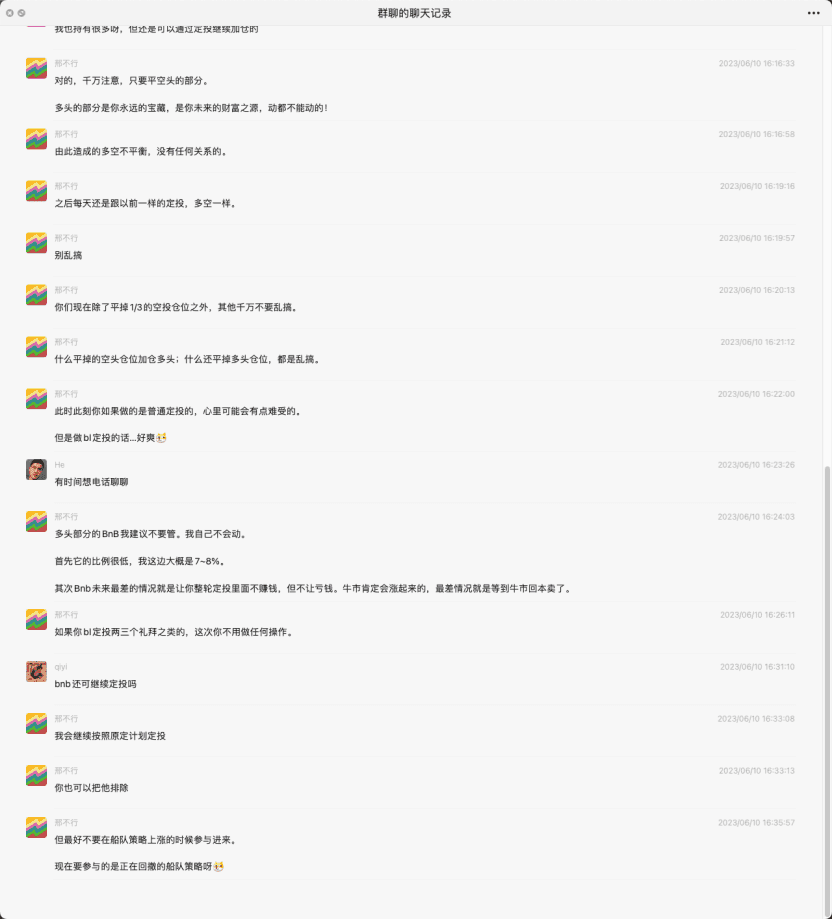 群聊的聊天记录
我也持有很多呀，但还是可以通过定投继续加仓的
那不行
2023/06/10 16:16:33
对的，千万注意，只要平空头的部分。
多头的部分是你永远的宝藏，是你未来的财富之源，动都不能动的！
那不行
2023/06/10 16:16:58
由此造成的多空不平衡，没有任何关系的。
那不行
2023/06/10 16:19:16
之后每天还是跟以前一样的定投，多空一样。
那不行
2023/06/10 16:19:57
别乱搞
那不行
2023/06/10 16:20:13
你们现在除了平掉1/3的空投仓位之外，其他千万不要乱搞。
那不行
2023/06/10 16:21:12
什么平掉的空头仓位加仓多头；什么还平掉多头仓位，都是乱搞。
那不行
2023/06/10 16:22:00
此时此刻你如果做的是普通定投的，心里可能会有点难受的。
但是做bl定投的话...好爽
He
2023/06/10 16:23:26
有时间想电话聊聊
那不行
2023/06/10 16:24:03
多头部分的BnB我建议不要管。我自己不会动。
首先它的比例很低，我这边大概是7~8%。
其次Bnb未来最差的情况就是让你整轮定投里面不赚钱，但不让亏钱。牛市肯定会涨起来的，最差情况就是等到牛市回本卖了。
那不行
2023/06/10 16:26:11
如果你bl定投两三个礼拜之类的，这次你不用做任何操作。
qiyi
2023/06/10 16:31:10
bnb还可继续定投吗
那不行
2023/06/10 16:33:08
我会继续按照原定计划定投
那不行
2023/06/10 16:33:13
你也可以把他排除
那不行
2023/06/10 16:35:57
但最好不要在船队策略上涨的时候参与进来。
现在要参与的是正在回撤的船队策略呀